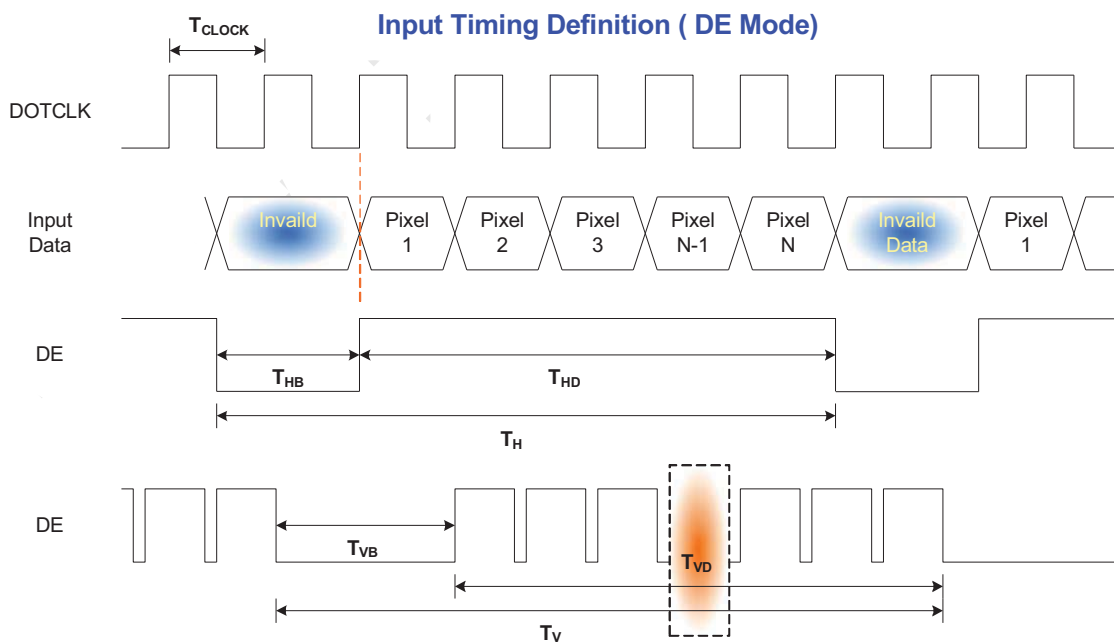 Input Timing Definition ( DE Mode)
TCLOCK
DOTCLK
Input
Data
Invaild
Pixel
1
Pixel
2
Pixel
3
Pixel
N-1
Pixel
N
Invaild
Data
Pixel
1
DE
THB
THD
TH
DE
TVB
TVD
TV